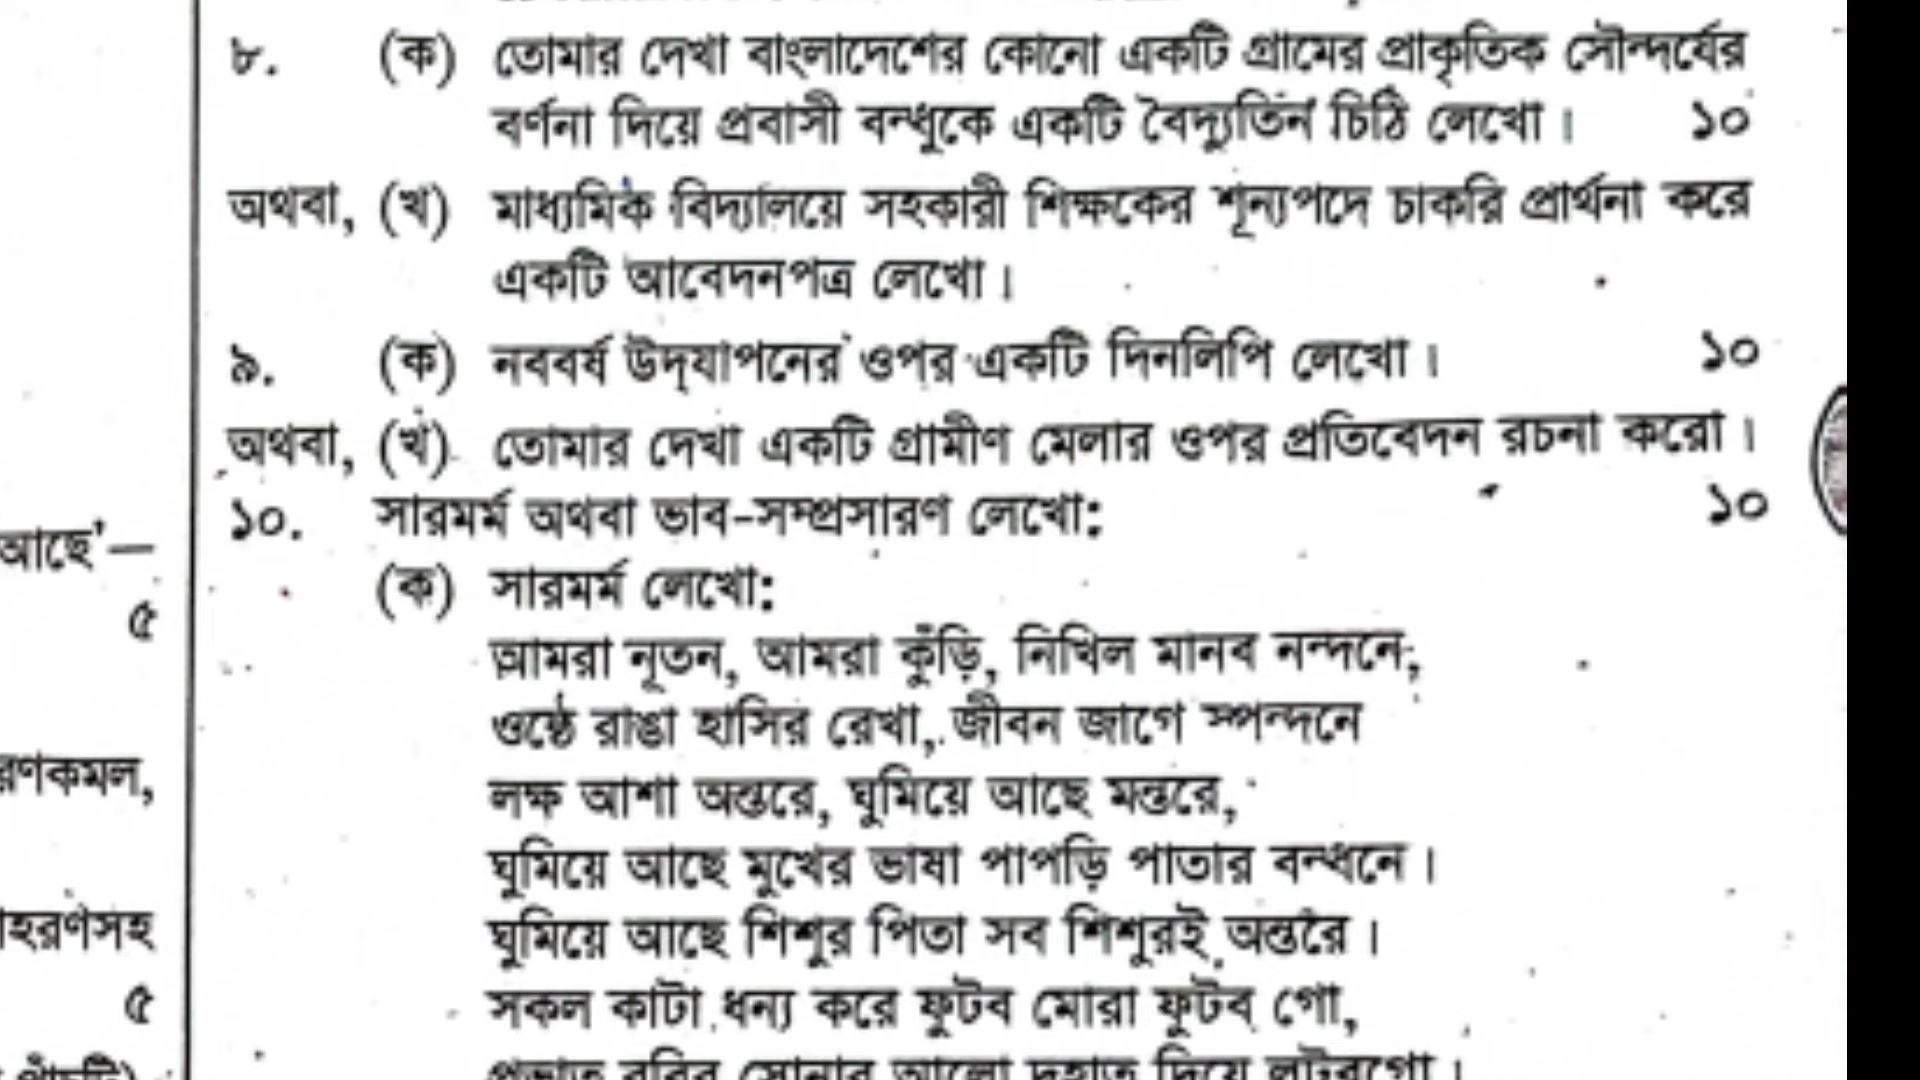 ৮. (ক) তোমার দেখা বাংলাদেশের কোনো একটি গ্রামের প্রাকৃতিক সৌন্দর্যের
বর্ণনা দিয়ে প্রবাসী বন্ধুকে একটি বৈদ্যুতিন চিঠি লেখো। ১০
অথবা, (খ) মাধ্যমিক বিদ্যালয়ে সহকারী শিক্ষকের শূন্যপদে চাকরি প্রার্থনা করে
একটি আবেদনপত্র লেখো।
৯. (ক) নববর্ষ উদ্‌যাপনের ওপর একটি দিনলিপি লেখো। ১০
অথবা, (খ) তোমার দেখা একটি গ্রামীণ মেলার ওপর প্রতিবেদন রচনা করো।
১০. সারমর্ম অথবা ভাব-সম্প্রসারণ লেখো: ১০
(ক) সারমর্ম লেখো:
আমরা নূতন, আমরা কুঁড়ি, নিখিল মানব নন্দনে,
ওষ্ঠে রাঙা হাসির রেখা, জীবন জাগে স্পন্দনে
লক্ষ আশা অন্তরে, ঘুমিয়ে আছে মন্তরে,
ঘুমিয়ে আছে মুখের ভাষা পাপড়ি পাতার বন্ধনে।
ঘুমিয়ে আছে শিশুর পিতা সব শিশুরই অন্তরে।
সকল কাটা ধন্য করে ফুটব মোরা ফুটব গো,
প্রভাত রবির সোনার আলো দুহাত দিয়ে লুটবগো।
আছে'—
৫
রণকমল,
াহরণসহ
৫